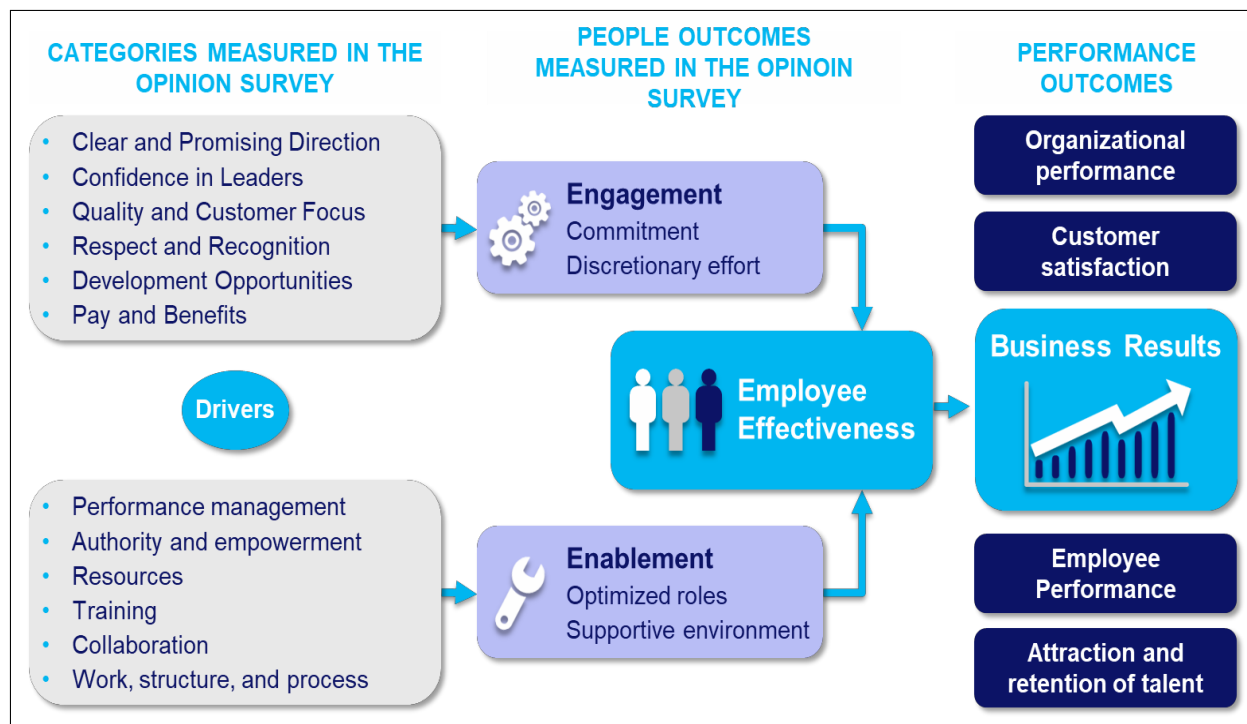 CATEGORIES MEASURED IN THE
OPINION SURVEY
• Clear and Promising Direction
• Confidence in Leaders
• Quality and Customer Focus
• Respect and Recognition
• Development Opportunities
• Pay and Benefits
Drivers
• Performance management
• Authority and empowerment
• Resources
• Training
• Collaboration
• Work, structure, and process
PEOPLE OUTCOMES
MEASURED IN THE OPINOIN
SURVEY
Engagement
Commitment
Discretionary effort
Employee
Effectiveness
Enablement
Optimized roles
Supportive environment
PERFORMANCE
OUTCOMES
Organizational
performance
Customer
satisfaction
Business Results
Employee
Performance
Attraction and
retention of talent